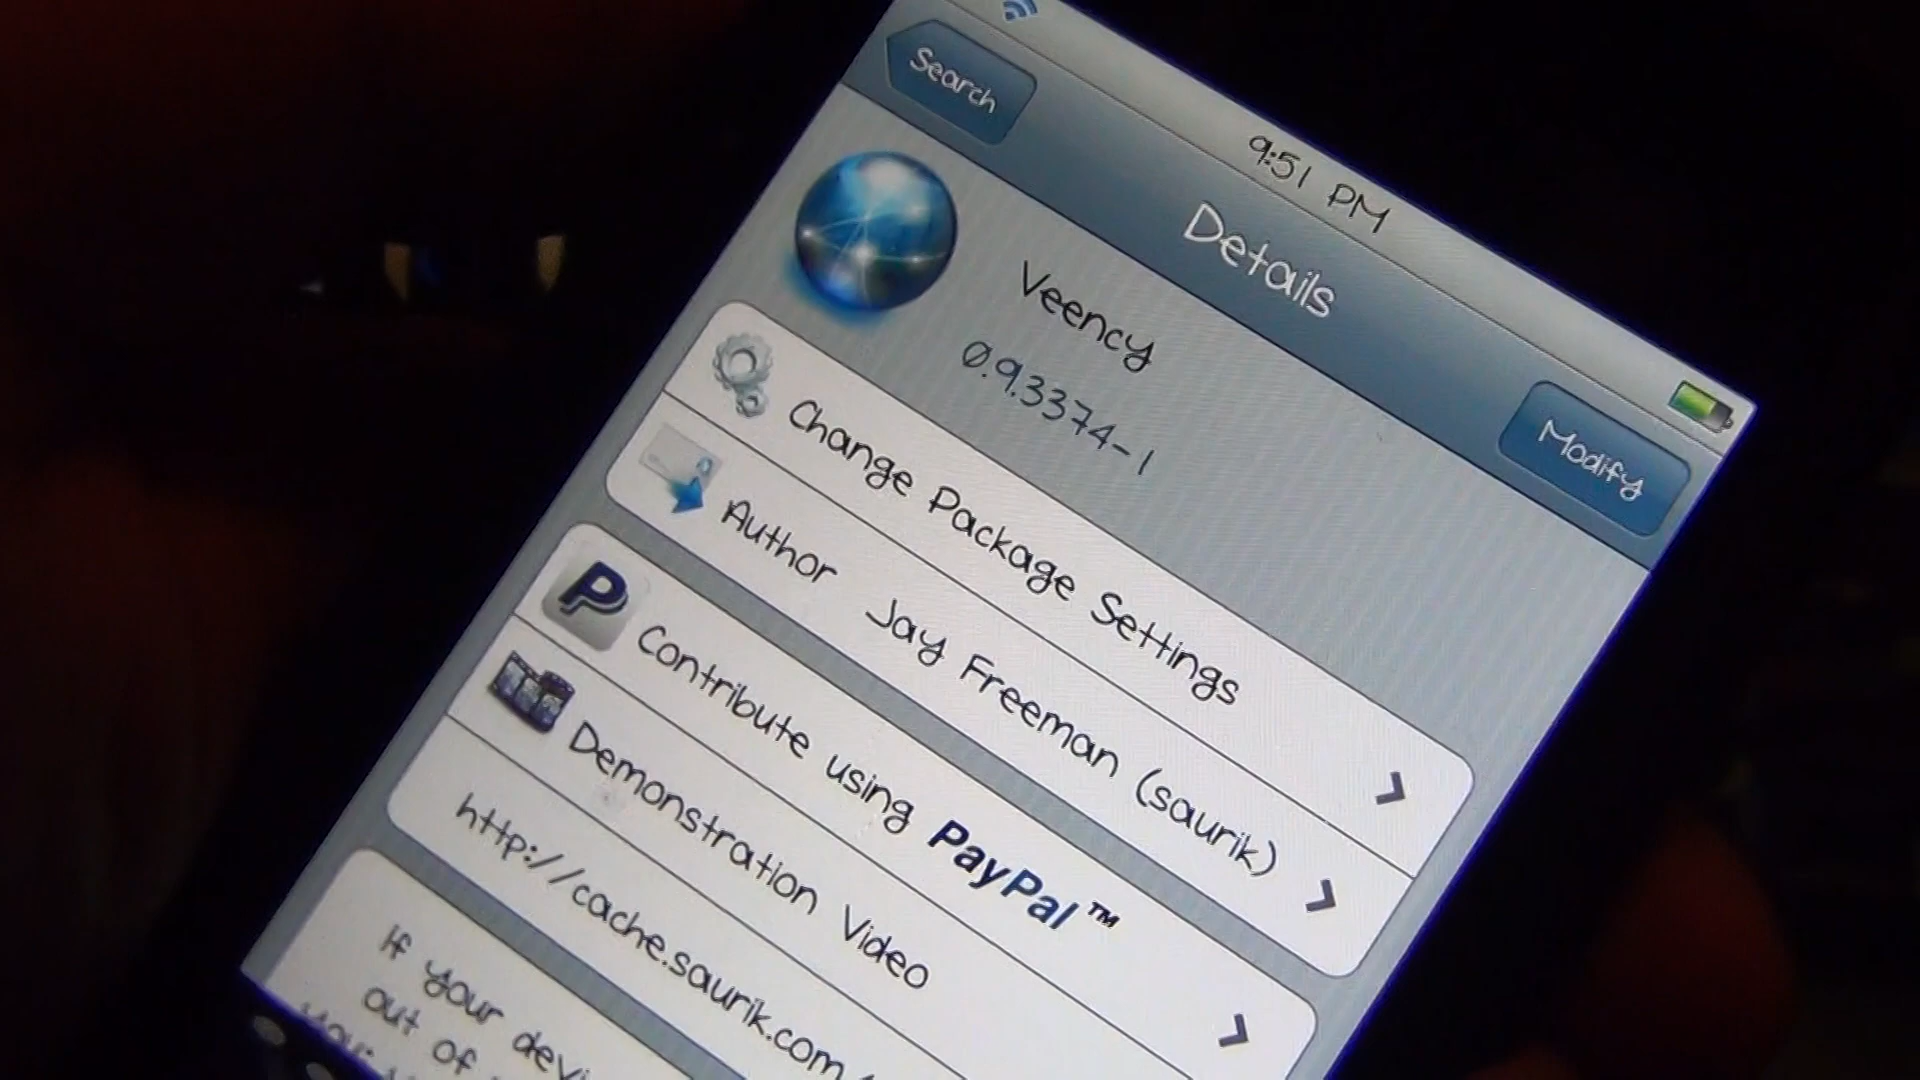 9:51 PM
Search
Details
Modify
Veency
0.9.3374-1
Change Package Settings
Author Jay Freeman (saurik)
Contribute using PayPal™
Demonstration Video
http://cache.saurik.com/
If your devi
out of